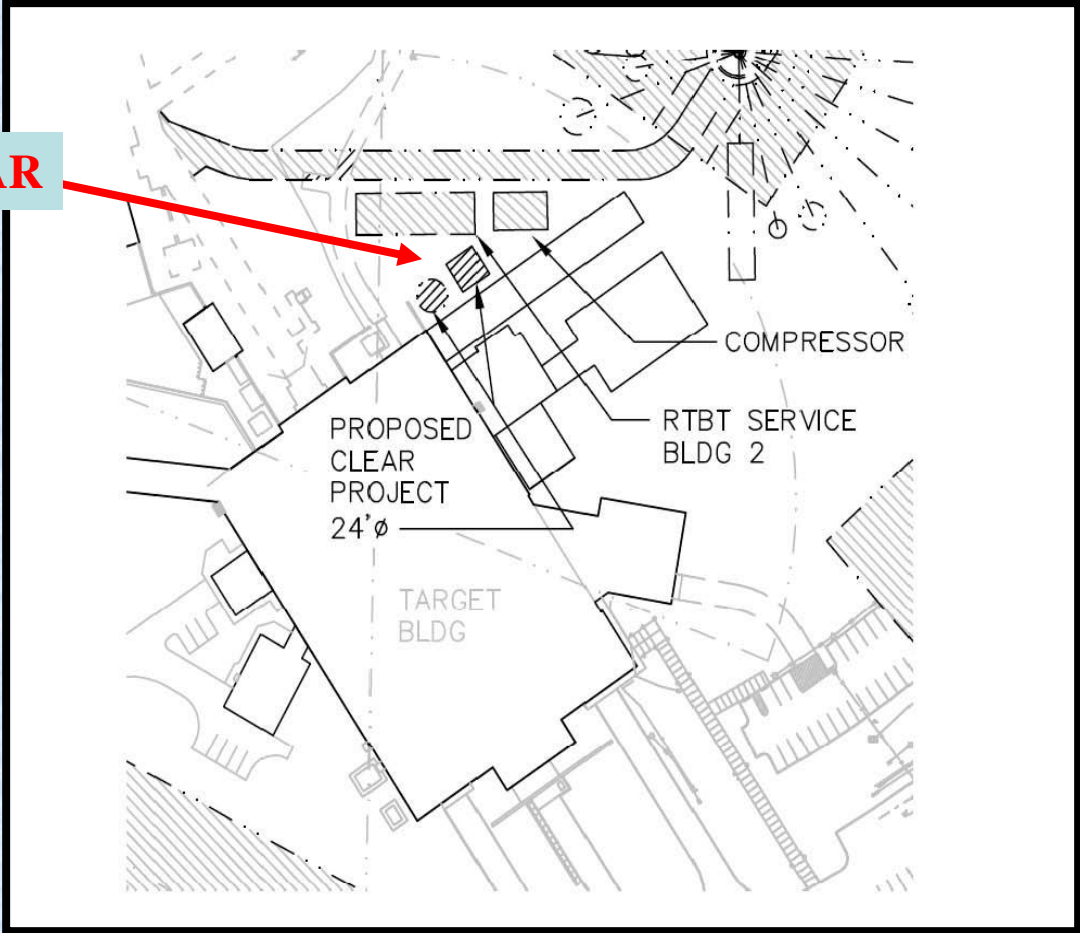 AR
COMPRESSOR
RTBT SERVICE
BLDG 2
PROPOSED
CLEAR
PROJECT
24'ø
TARGET
BLDG